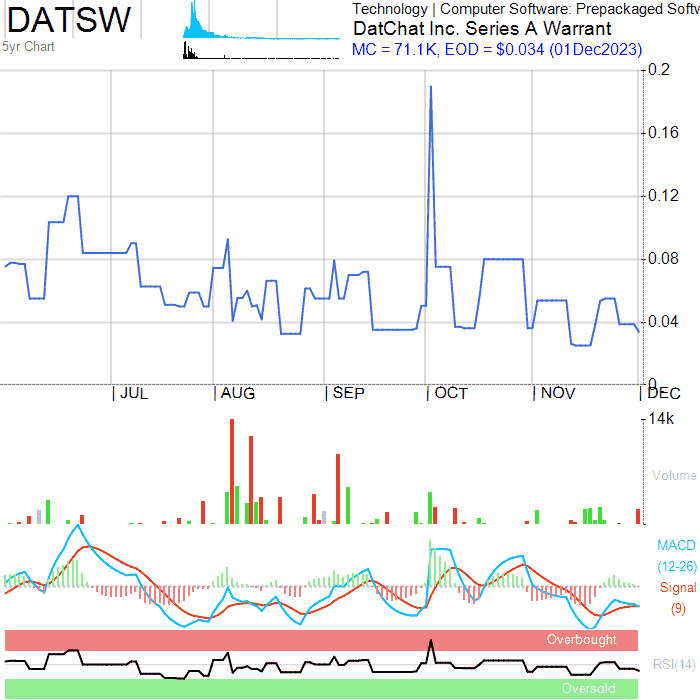 DATSW
5yr Chart
Technology | Computer Software: Prepackaged Softw
DatChat Inc. Series A Warrant
MC = 71.1K, EOD = $0.034 (01Dec2023)
0.2
0.16
0.12
0.08
0.04
0
JUL AUG SEP OCT NOV DEC
14k
Volume
MACD
(12-26)
Signal
(9)
Overbought
RSI(14)
Oversold